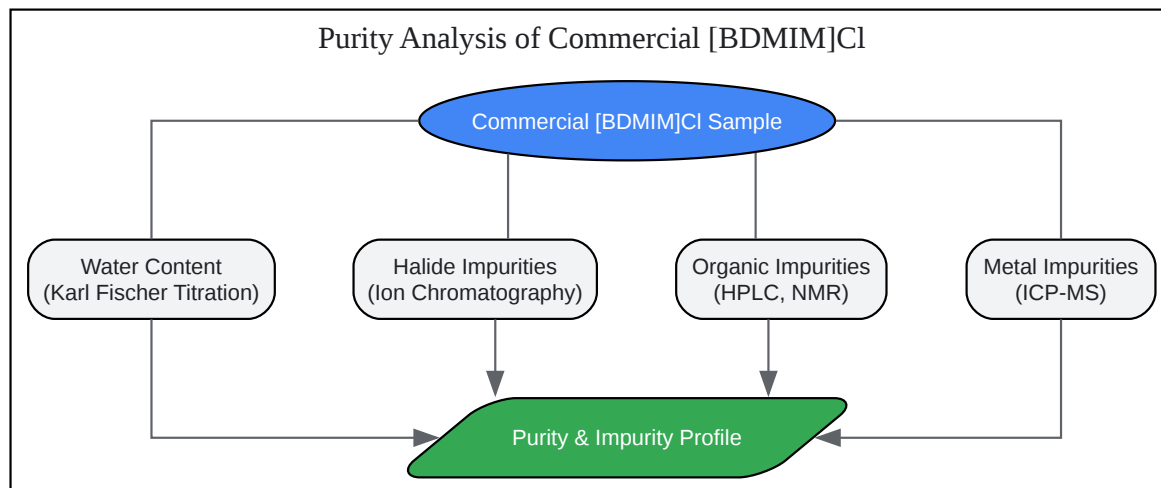 Purity Analysis of Commercial [BDMIM]Cl
Commercial [BDMIM]Cl Sample
Water Content
(Karl Fischer Titration)
Halide Impurities
(Ion Chromatography)
Organic Impurities
(HPLC, NMR)
Metal Impurities
(ICP-MS)
Purity & Impurity Profile